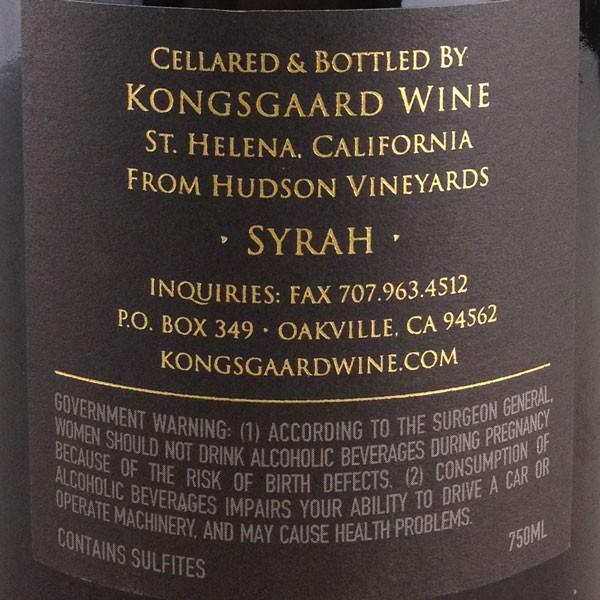 CELLARED & BOTTLED BY
KONGSGAARD WINE
ST. HELENA, CALIFORNIA
FROM HUDSON VINEYARDS
· SYRAH ·
INQUIRIES: FAX 707.963.4512
P.O. BOX 349 · OAKVILLE, CA 94562
KONGSGAARDWINE.COM
GOVERNMENT WARNING: (1) ACCORDING TO THE SURGEON GENERAL,
WOMEN SHOULD NOT DRINK ALCOHOLIC BEVERAGES DURING PREGNANCY
BECAUSE OF THE RISK OF BIRTH DEFECTS. (2) CONSUMPTION OF
ALCOHOLIC BEVERAGES IMPAIRS YOUR ABILITY TO DRIVE A CAR OR
OPERATE MACHINERY, AND MAY CAUSE HEALTH PROBLEMS.
CONTAINS SULFITES
750ML